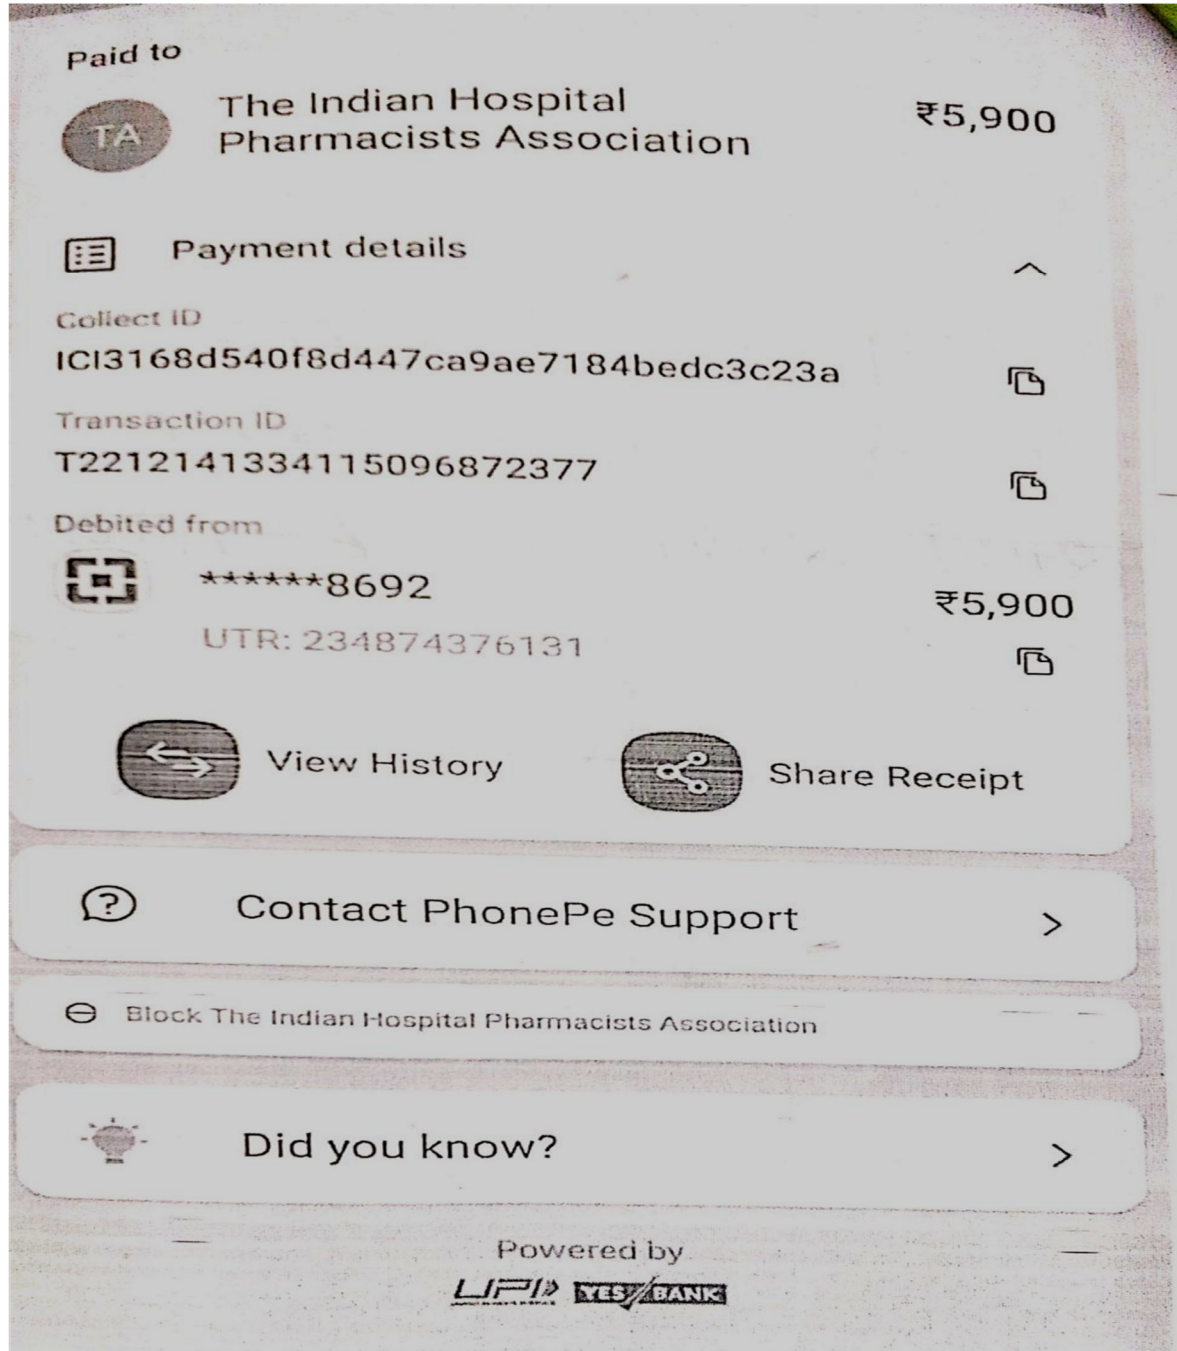 Paid to
TA
The Indian Hospital
Pharmacists Association
₹5,900
Payment details
Collect ID
ICI3168d540f8d447ca9ae7184bedc3c23a
Transaction ID
T2212141334115096872377
Debited from
******8692
₹5,900
UTR: 234874376131
View History
Share Receipt
Contact PhonePe Support
Block The Indian Hospital Pharmacists Association
Did you know?
Powered by
UPI YES BANK